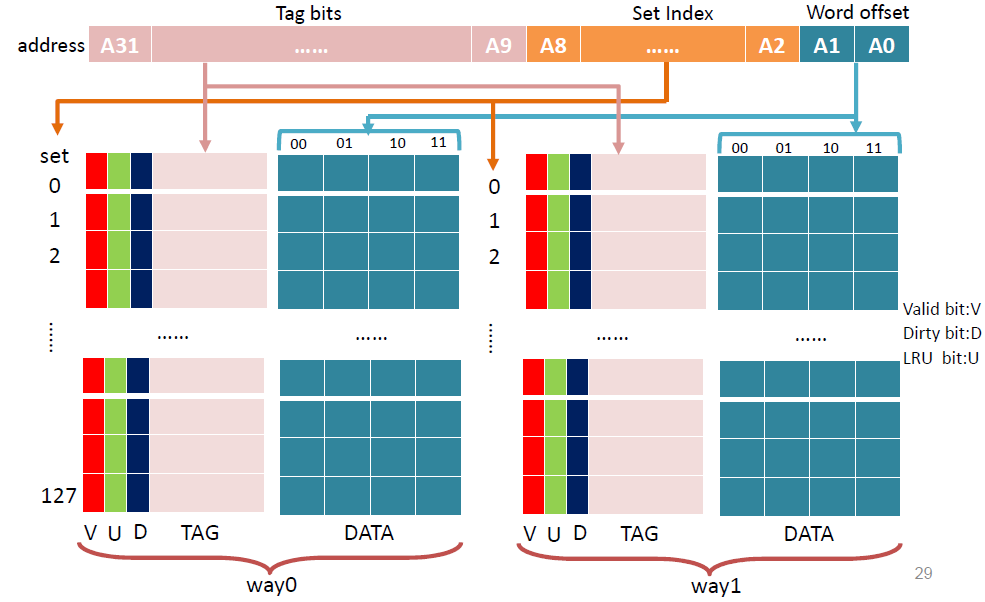 Tag bits Set Index Word offset
address A31 ...... A9 A8 ...... A2 A1 A0
set 00 01 10 11 00 01 10 11
0 0
1 1
2 2
...... ...... ...... ...... ...... ......
Valid bit:V
Dirty bit:D
LRU bit:U
127
V U D TAG DATA V U D TAG DATA
way0 way1
29